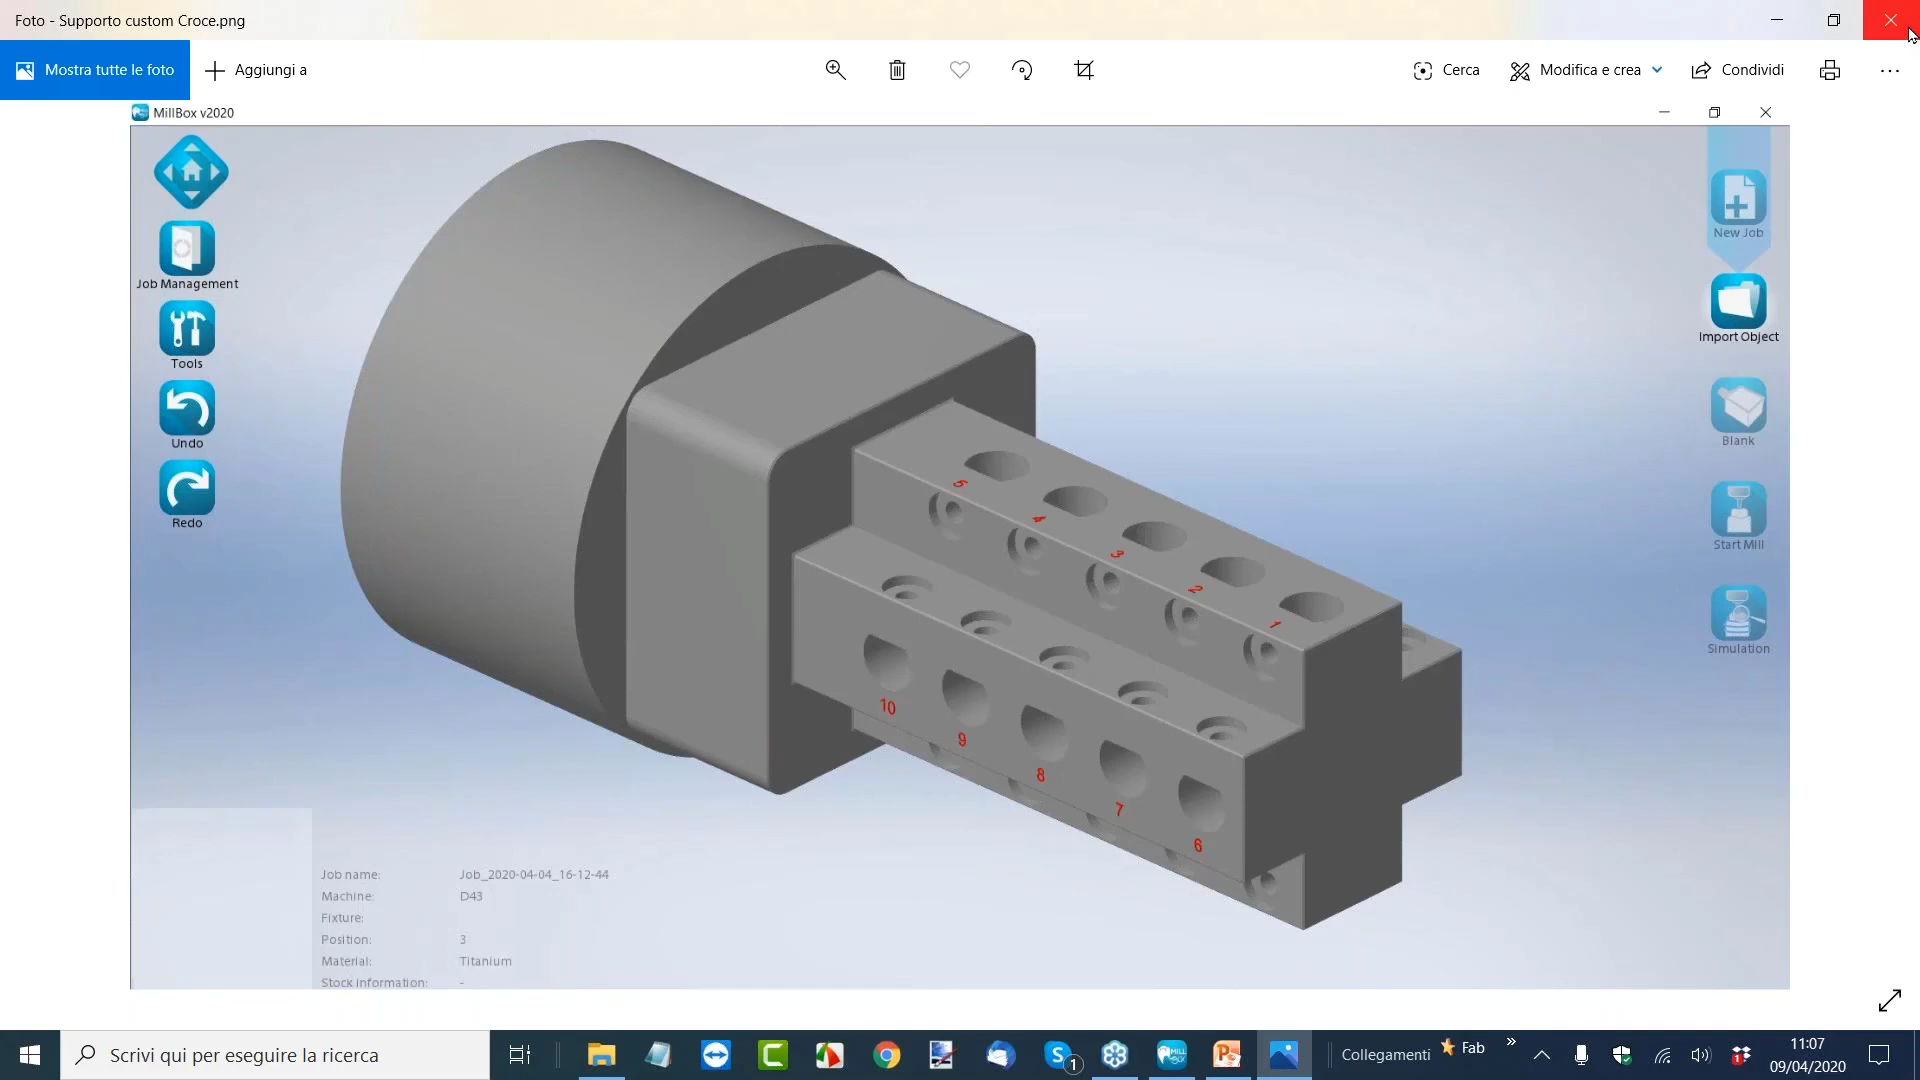 Foto - Supporto custom Croce.png
Mostra tutte le foto
Aggiungi a
Cerca
Modifica e crea
Condividi
MillBox v2020
Job Management
Tools
Undo
Redo
New Job
Import Object
Blank
Start Mill
Simulation
5
4
3
2
1
10
9
8
7
6
Job name: Job_2020-04-04_16-12-44
Machine: D43
Fixture:
Position: 3
Material: Titanium
Stock information: -
Scrivi qui per eseguire la ricerca
Collegamenti
Fab
11:07
09/04/2020